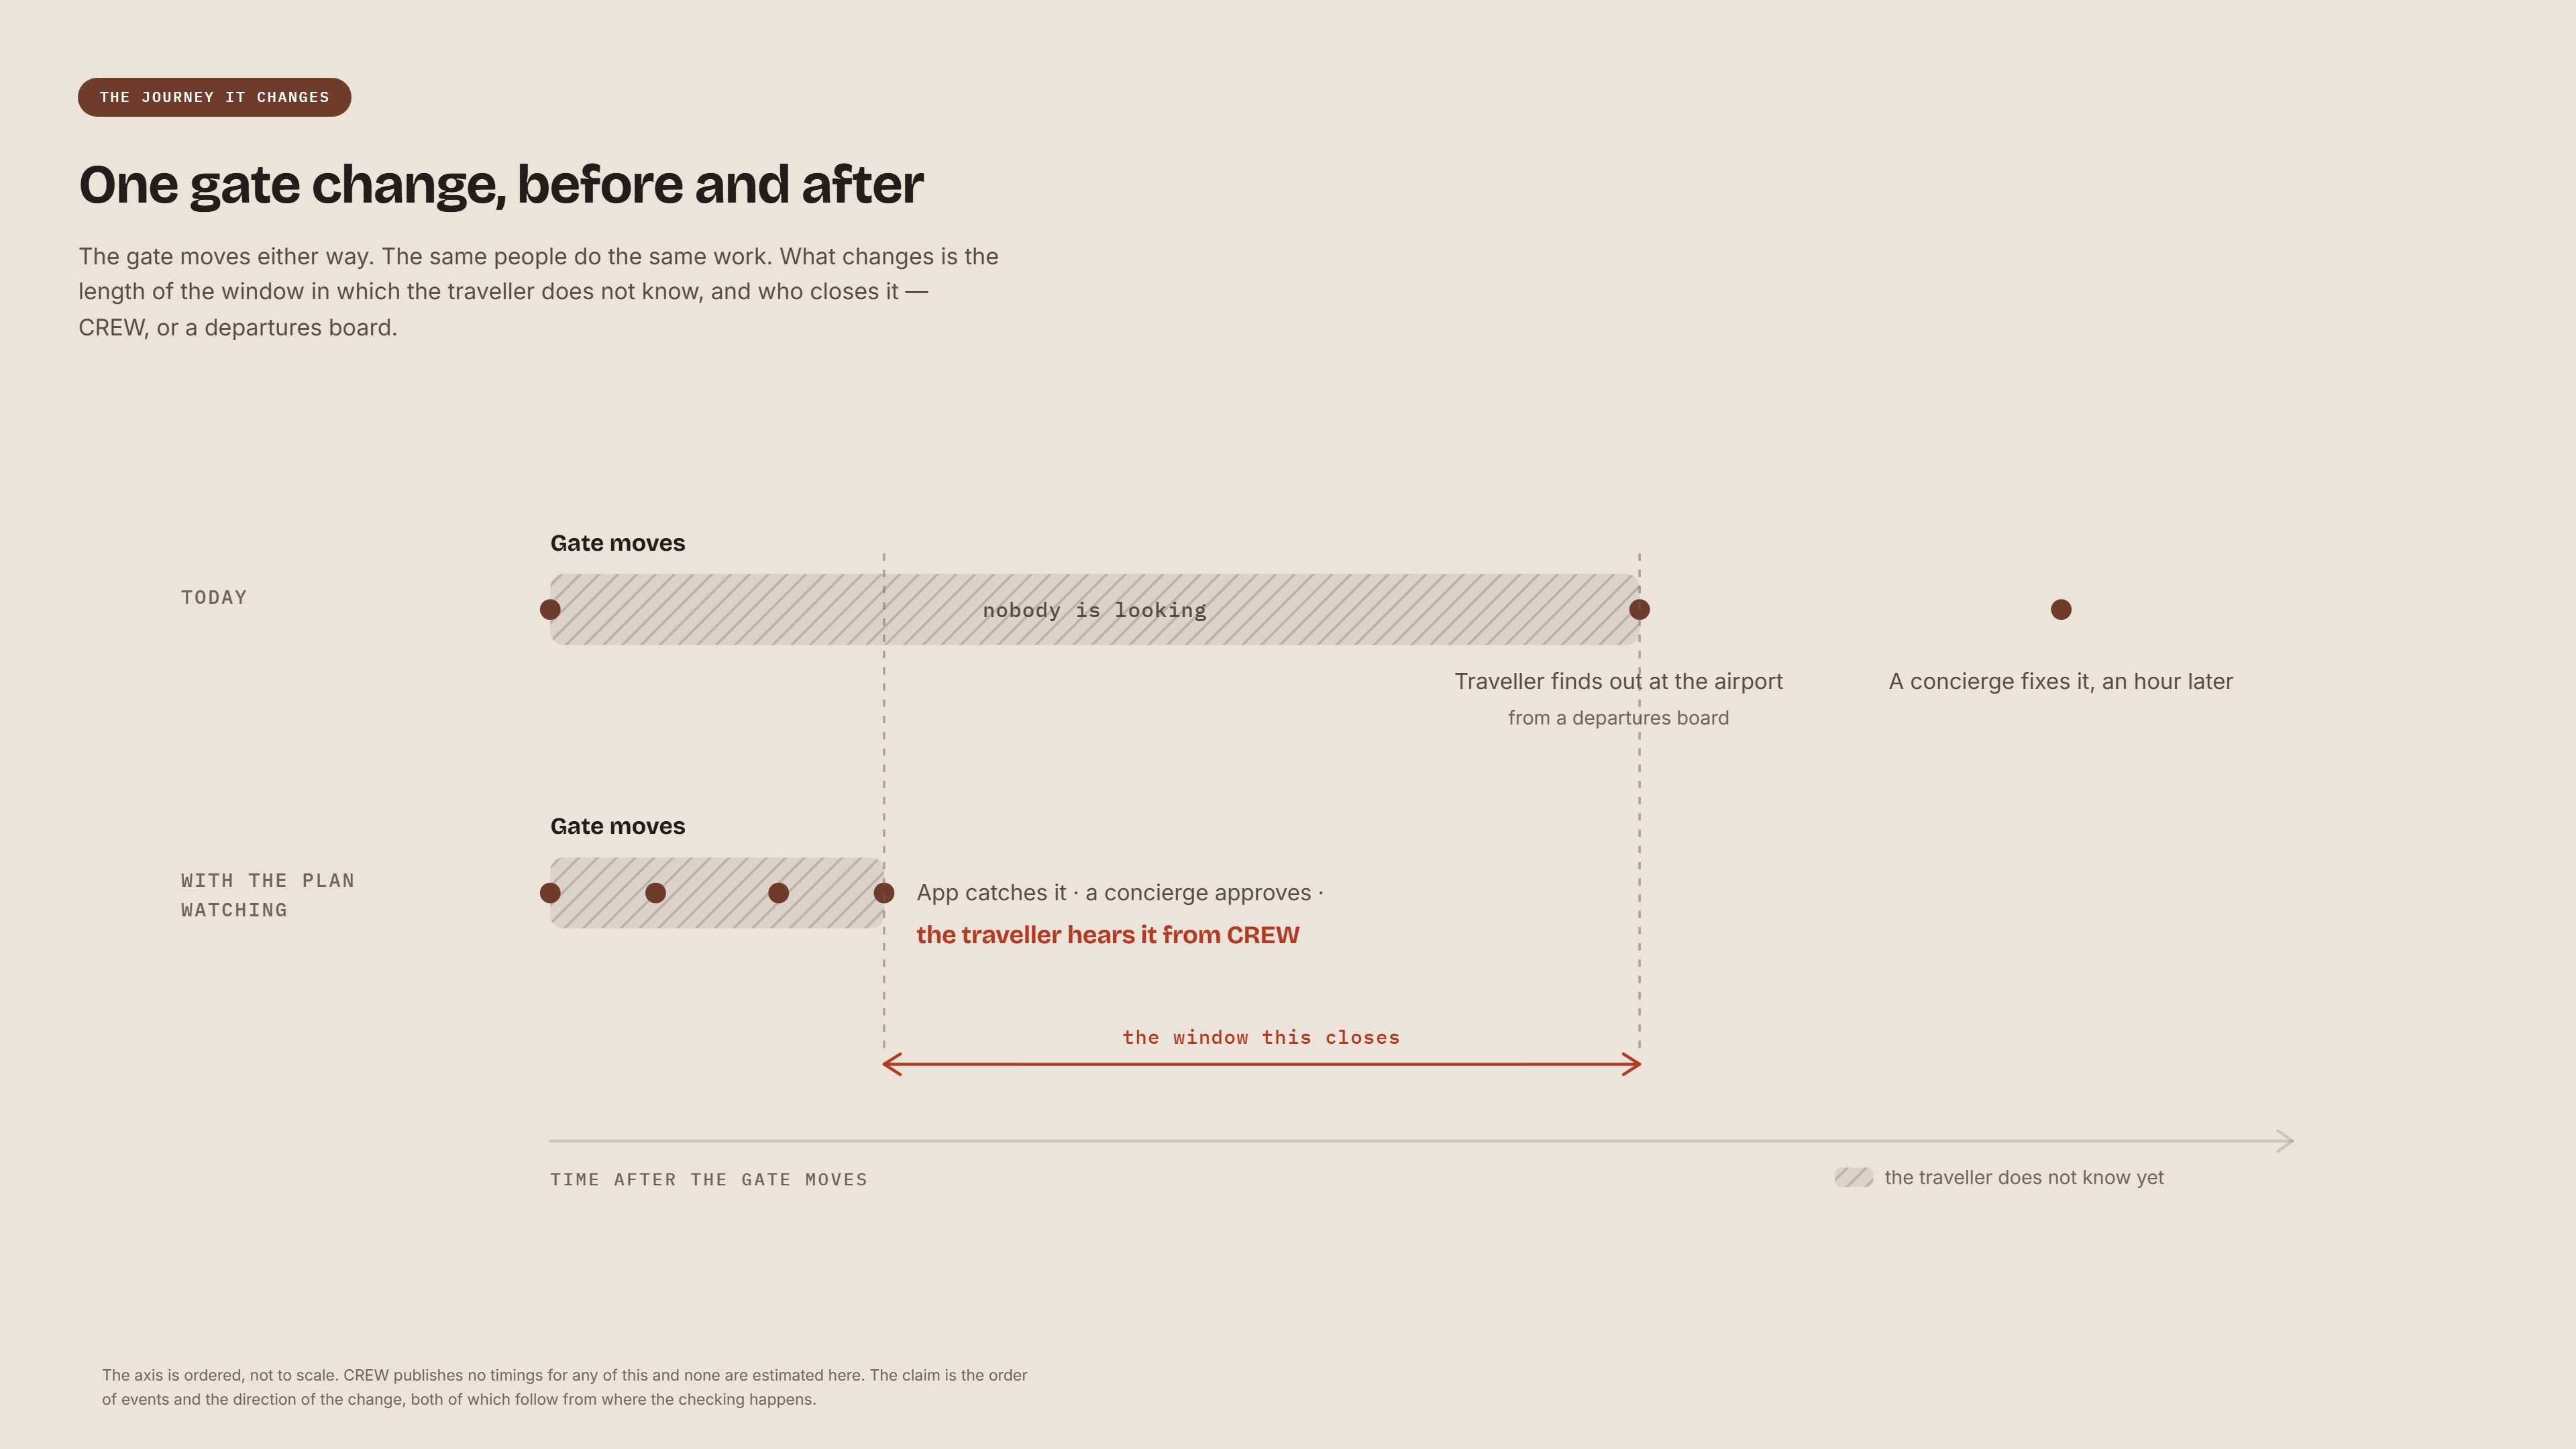 THE JOURNEY IT CHANGES
One gate change, before and after
The gate moves either way. The same people do the same work. What changes is the
length of the window in which the traveller does not know, and who closes it —
CREW, or a departures board.
Gate moves
TODAY
nobody is looking
Traveller finds out at the airport
from a departures board
A concierge fixes it, an hour later
Gate moves
WITH THE PLAN
WATCHING
App catches it · a concierge approves ·
the traveller hears it from CREW
the window this closes
TIME AFTER THE GATE MOVES
the traveller does not know yet
The axis is ordered, not to scale. CREW publishes no timings for any of this and none are estimated here. The claim is the order
of events and the direction of the change, both of which follow from where the checking happens.